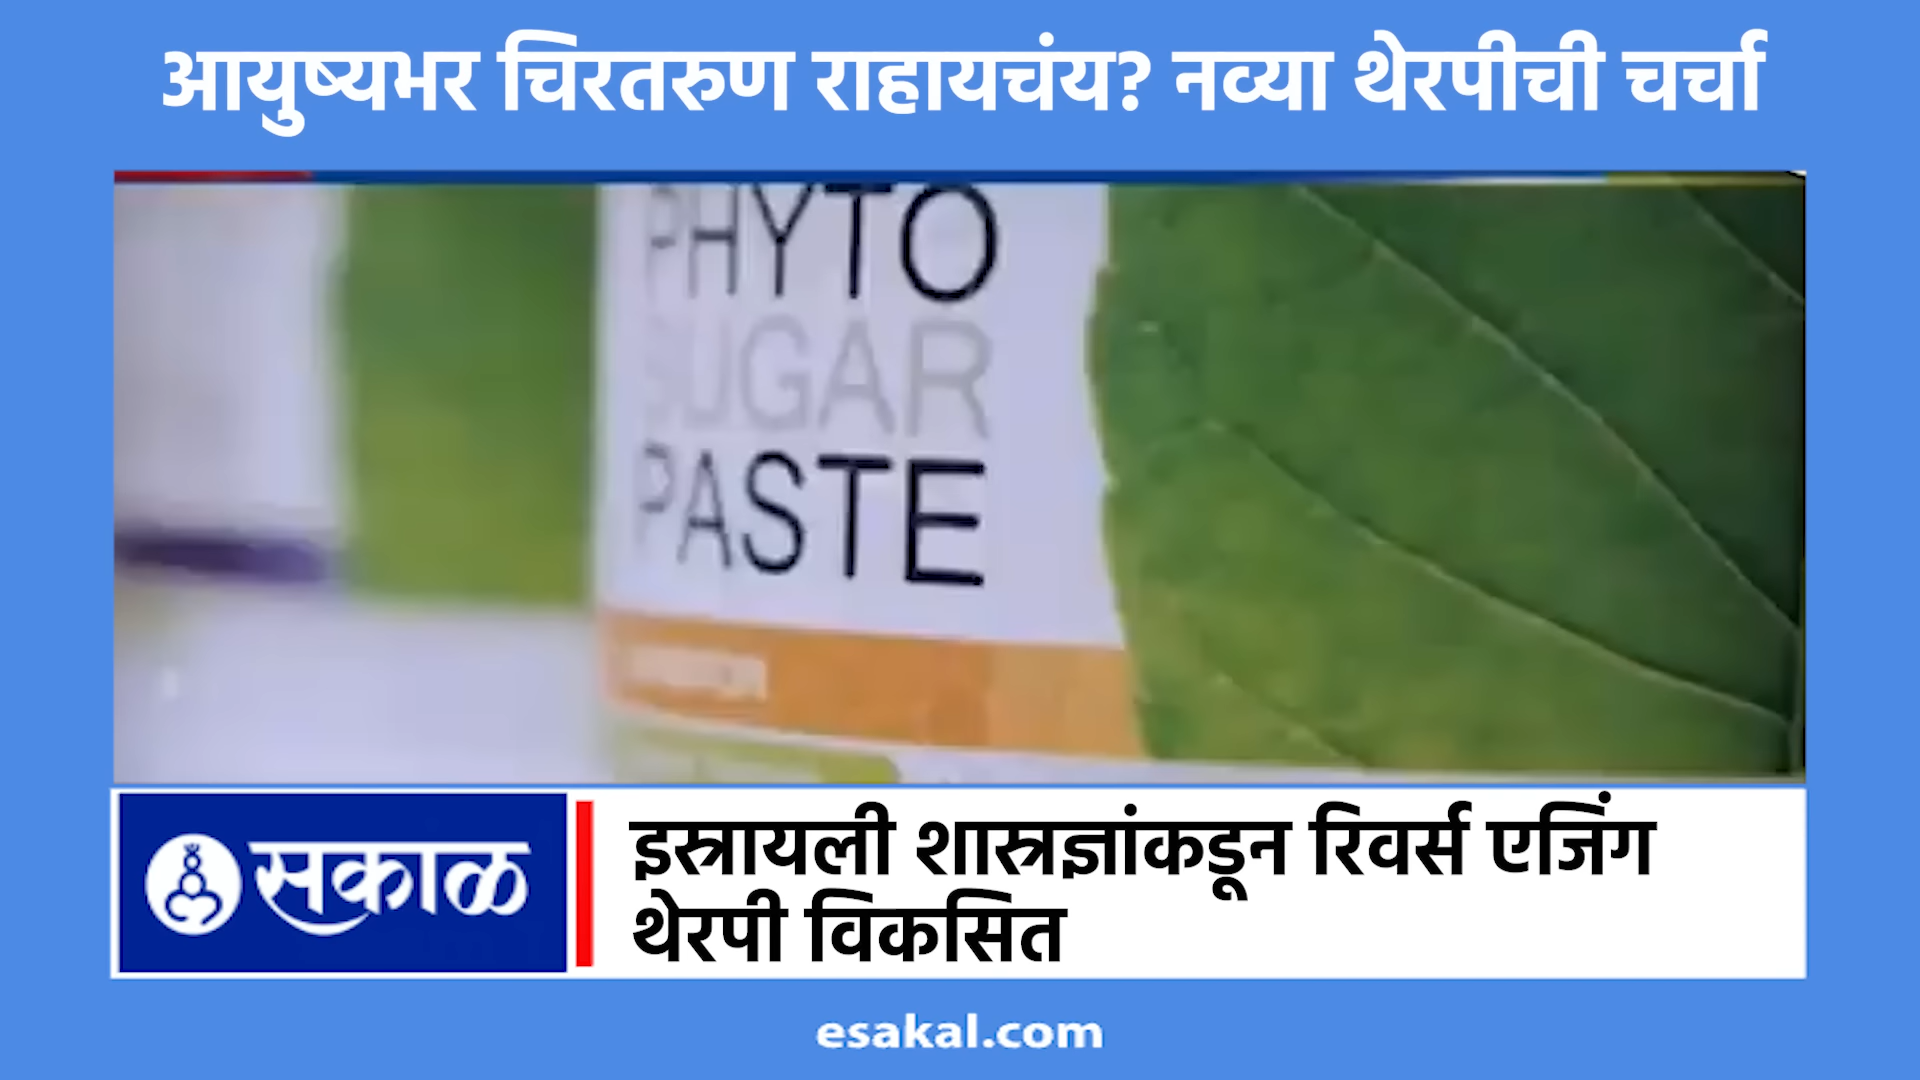 आयुष्यभर चिरतरुण राहायचंय? नव्या थेरपीची चर्चा
PHYTO
SUGAR
PASTE
सकाळ
इस्रायली शास्त्रज्ञांकडून रिवर्स एजिंग
थेरपी विकसित
esakal.com